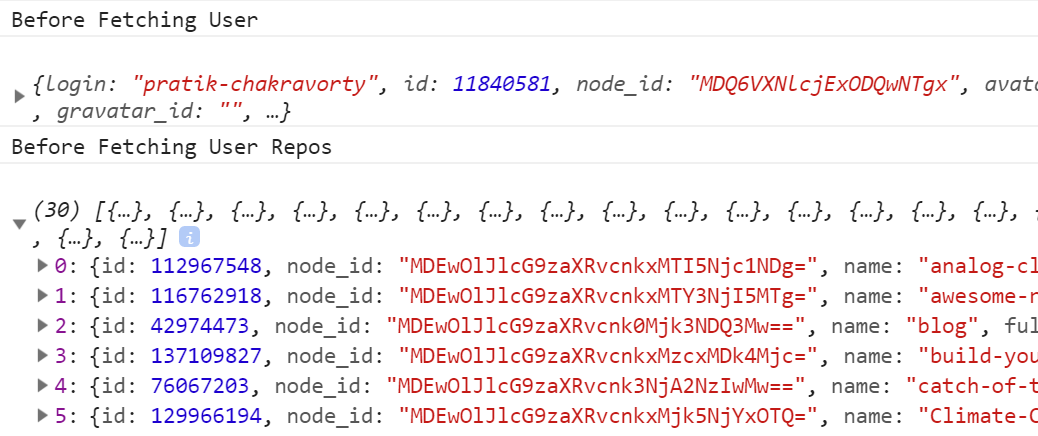 Before Fetching User
{login: "pratik-chakravorty", id: 11840581, node_id: "MDQ6VXNlcjExODQwNTgx", avata
, gravatar_id: "", …}
Before Fetching User Repos
(30) [{…}, {…}, {…}, {…}, {…}, {…}, {…}, {…}, {…}, {…}, {…}, {…}, {…}, {…}, {…},
, {…}, {…}] i
0: {id: 112967548, node_id: "MDEwOlJlcG9zaXRvcnkxMTI5Njc1NDg=", name: "analog-cl
1: {id: 116762918, node_id: "MDEwOlJlcG9zaXRvcnkxMTY3NjI5MTg=", name: "awesome-r
2: {id: 42974473, node_id: "MDEwOlJlcG9zaXRvcnk0Mjk3NDQ3Mw==", name: "blog", ful
3: {id: 137109827, node_id: "MDEwOlJlcG9zaXRvcnkxMzcxMDk4Mjc=", name: "build-you
4: {id: 76067203, node_id: "MDEwOlJlcG9zaXRvcnk3NjA2NzIwMw==", name: "catch-of-t
5: {id: 129966194, node_id: "MDEwOlJlcG9zaXRvcnkxMjk5NjYxOTQ=", name: "Climate-C